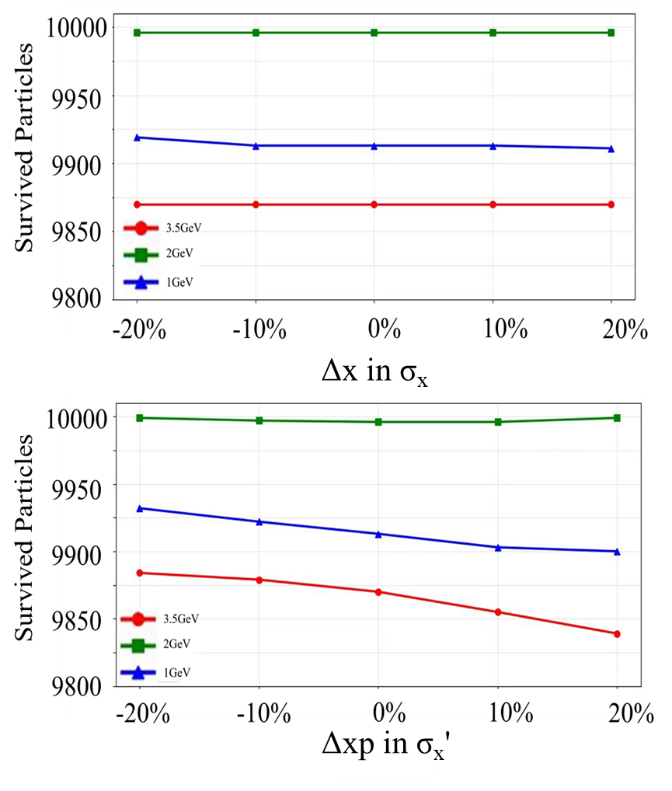 Survived Particles
10000
9950
9900
9850
9800
3.5GeV
2GeV
1GeV
-20% -10% 0% 10% 20%
Δx in σx
Survived Particles
10000
9950
9900
9850
9800
3.5GeV
2GeV
1GeV
-20% -10% 0% 10% 20%
Δxp in σx'